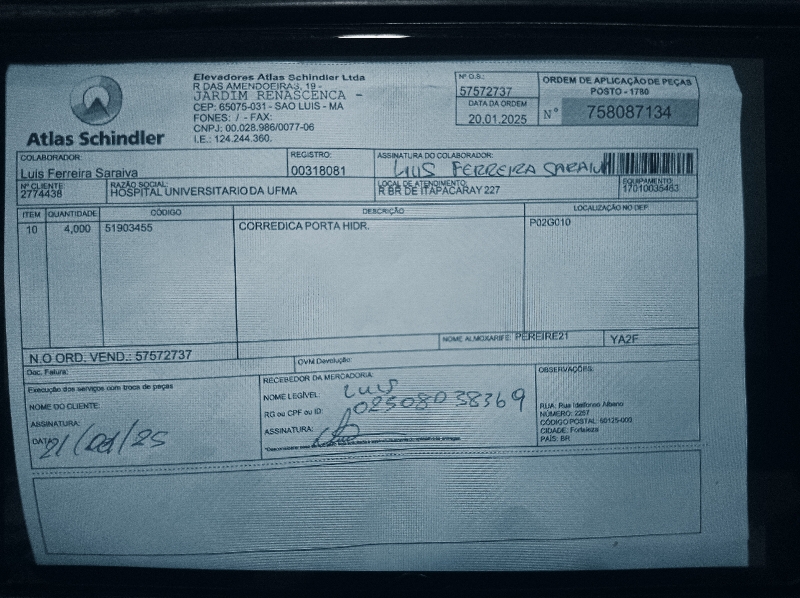 Atlas Schindler
Elevadores Atlas Schindler Ltda
R DAS AMENDOEIRAS, 19 -
JARDIM RENASCENCA -
CEP: 65075-031 - SAO LUIS - MA
FONES: / - FAX:
CNPJ: 00.028.986/0077-06
I.E.: 124.244.360.
Nº O.S.:
57572737
DATA DA ORDEM
20.01.2025
ORDEM DE APLICAÇÃO DE PEÇAS
POSTO - 1780
Nº 758087134
COLABORADOR:
Luis Ferreira Saraiva
REGISTRO:
00318081
ASSINATURA DO COLABORADOR:
LUIS FERREIRA SARAIVA
Nº CLIENTE
2774438
RAZÃO SOCIAL:
HOSPITAL UNIVERSITARIO DA UFMA
LOCAL DE ATENDIMENTO:
R BR DE ITAPACARAY 227
EQUIPAMENTO:
17010035463
ITEM QUANTIDADE CÓDIGO DESCRIÇÃO LOCALIZAÇÃO NO DEP.
10 4,000 51903455 CORREDICA PORTA HIDR. P02G010
NOME ALMOXARIFE: PEREIRE21 YA2F
N.O ORD. VEND.: 57572737
Doc. Fatura:
OVM Devolução:
Execução dos serviços com troca de peças
NOME DO CLIENTE:
ASSINATURA:
DATA: 21/01/25
RECEBEDOR DA MERCADORIA:
NOME LEGÍVEL: Luis
RG ou CPF ou ID: 02508038369
ASSINATURA:
OBSERVAÇÕES:
RUA: Rua Idelfonso Albano
NÚMERO: 2257
CÓDIGO POSTAL: 60125-000
CIDADE: Fortaleza
PAÍS: BR